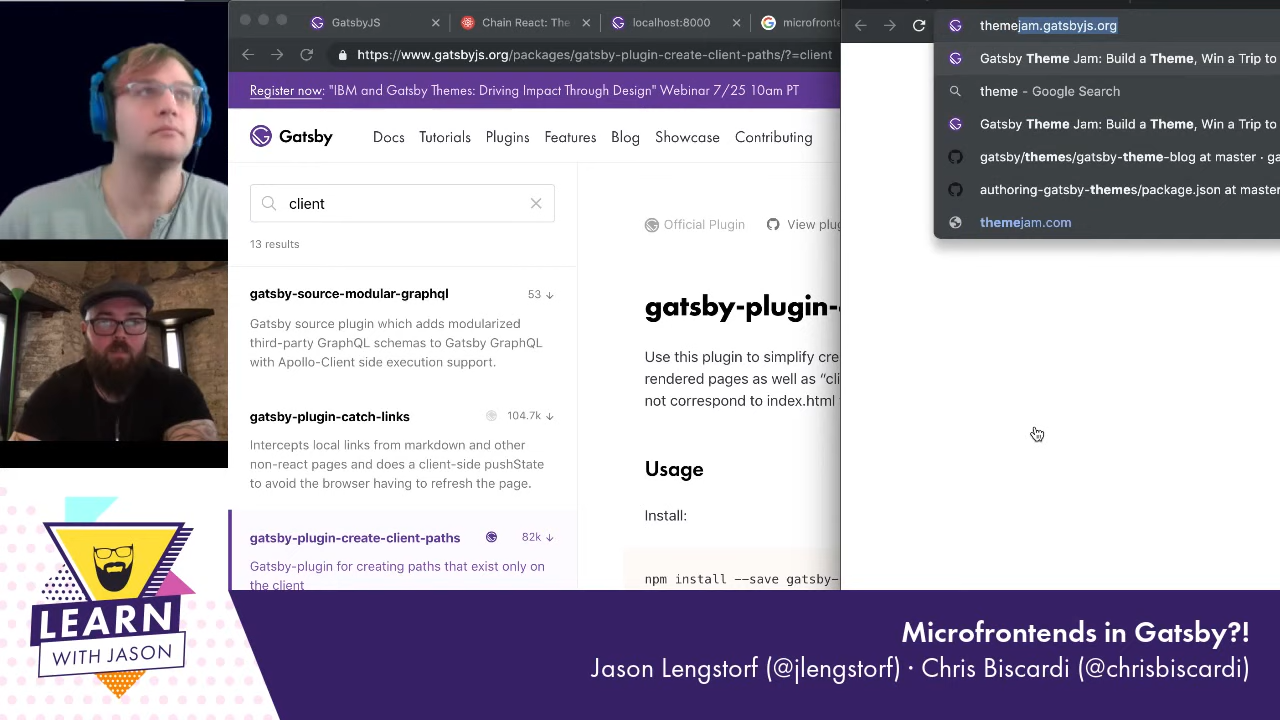 GatsbyJS
Chain React: The
localhost:8000
microfronte
https://www.gatsbyjs.org/packages/gatsby-plugin-create-client-paths/?=client
Register now: "IBM and Gatsby Themes: Driving Impact Through Design" Webinar 7/25 10am PT
Gatsby
Docs Tutorials Plugins Features Blog Showcase Contributing
client
13 results
gatsby-source-modular-graphql 53
Gatsby source plugin which adds modularized
third-party GraphQL schemas to Gatsby GraphQL
with Apollo-Client side execution support.
gatsby-plugin-catch-links 104.7k
Intercepts local links from markdown and other
non-react pages and does a client-side pushState
to avoid the browser having to refresh the page.
gatsby-plugin-create-client-paths 82k
Gatsby-plugin for creating paths that exist only on
the client
Official Plugin View plug
gatsby-plugin-
Use this plugin to simplify cre
rendered pages as well as “cli
not correspond to index.html
Usage
Install:
npm install --save gatsby-
themejam.gatsbyjs.org
Gatsby Theme Jam: Build a Theme, Win a Trip to
theme - Google Search
Gatsby Theme Jam: Build a Theme, Win a Trip to
gatsby/themes/gatsby-theme-blog at master · ga
authoring-gatsby-themes/package.json at master
themejam.com
LEARN
WITH JASON
Microfrontends in Gatsby?!
Jason Lengstorf (@jlengstorf) · Chris Biscardi (@chrisbiscardi)